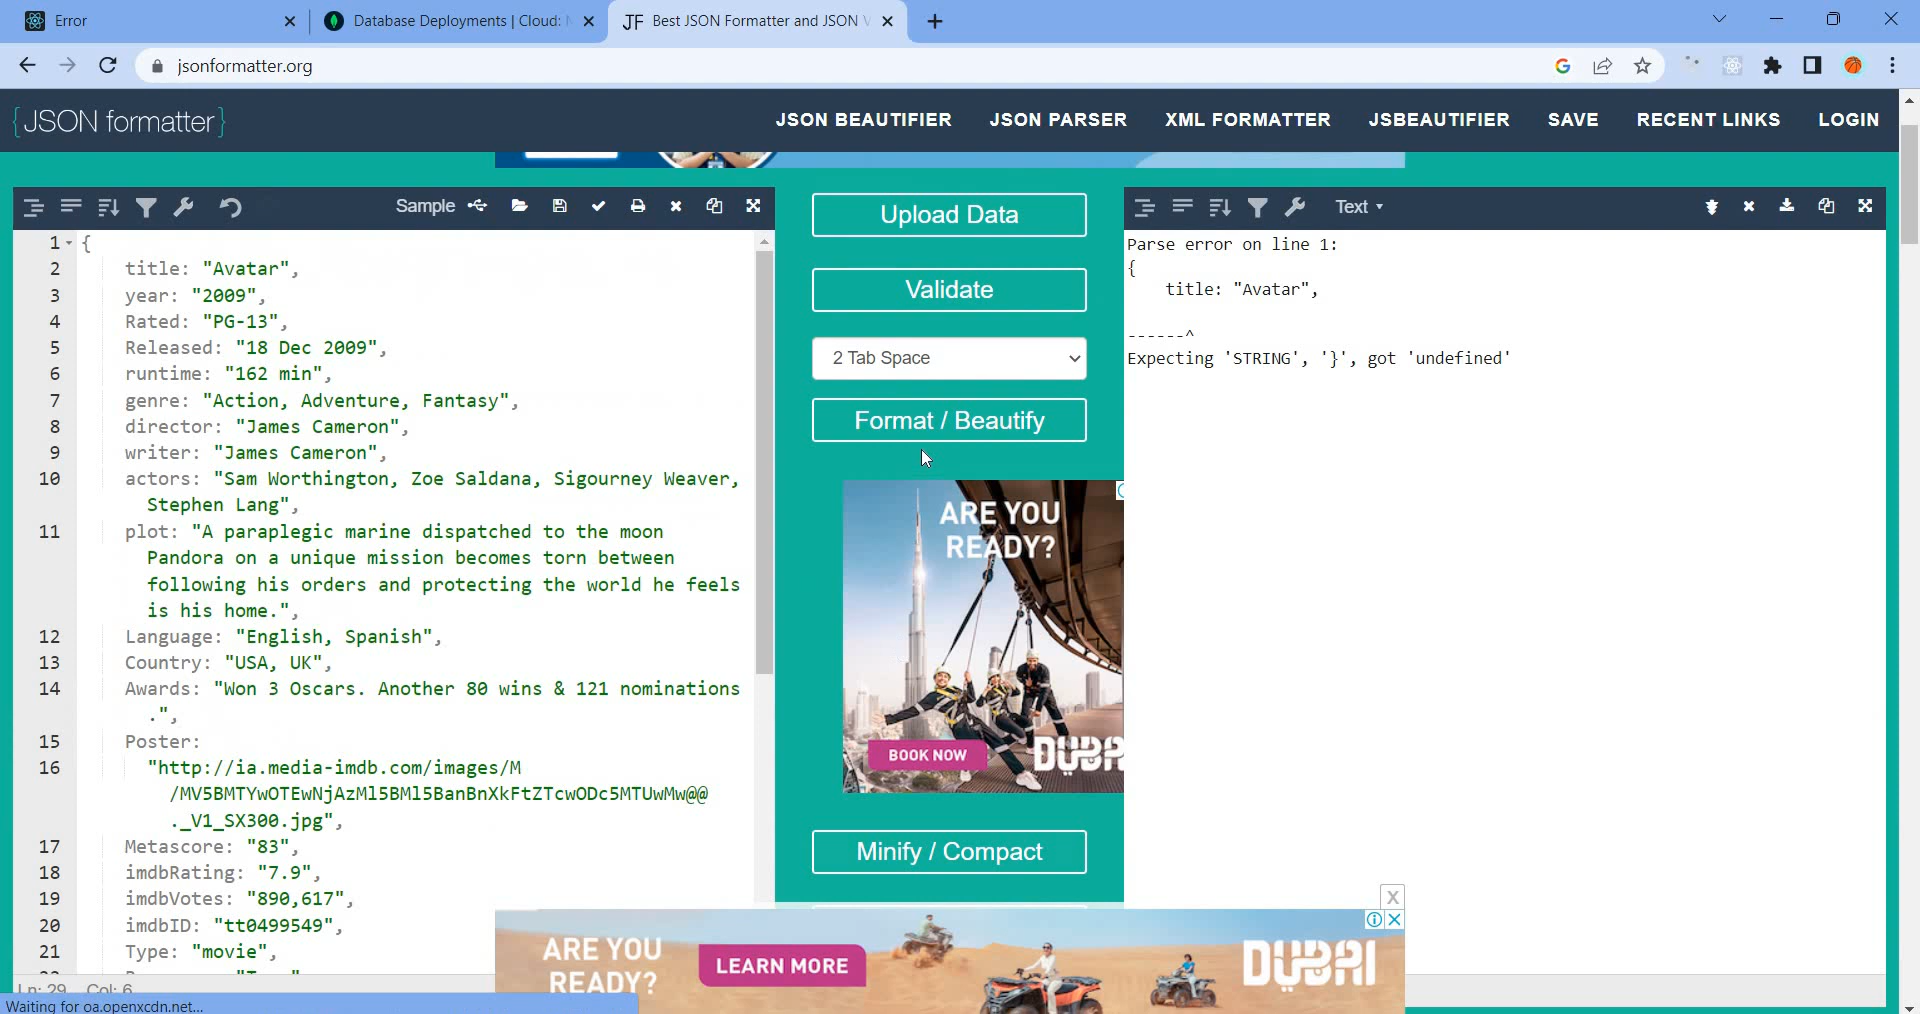 Error
Database Deployments | Cloud:
JF Best JSON Formatter and JSON V
jsonformatter.org
{JSON formatter}
JSON BEAUTIFIER JSON PARSER XML FORMATTER JSBEAUTIFIER SAVE RECENT LINKS LOGIN
Sample
1 {
2 title: "Avatar",
3 year: "2009",
4 Rated: "PG-13",
5 Released: "18 Dec 2009",
6 runtime: "162 min",
7 genre: "Action, Adventure, Fantasy",
8 director: "James Cameron",
9 writer: "James Cameron",
10 actors: "Sam Worthington, Zoe Saldana, Sigourney Weaver,
Stephen Lang",
11 plot: "A paraplegic marine dispatched to the moon
Pandora on a unique mission becomes torn between
following his orders and protecting the world he feels
is his home.",
12 Language: "English, Spanish",
13 Country: "USA, UK",
14 Awards: "Won 3 Oscars. Another 80 wins & 121 nominations
.",
15 Poster:
16 "http://ia.media-imdb.com/images/M
/MV5BMTYwOTEwNjAzMl5BMl5BanBnXkFtZTcwODc5MTUwMw@@
._V1_SX300.jpg",
17 Metascore: "83",
18 imdbRating: "7.9",
19 imdbVotes: "890,617",
20 imdbID: "tt0499549",
21 Type: "movie",
Ln: 29 Col: 6
Waiting for oa.openxcdn.net...
Upload Data
Validate
2 Tab Space
Format / Beautify
ARE YOU
READY?
BOOK NOW
DUBAI
Minify / Compact
Text
Parse error on line 1:
{
title: "Avatar",
------^
Expecting 'STRING', '}', got 'undefined'
X
ARE YOU
READY?
LEARN MORE
DUBAI